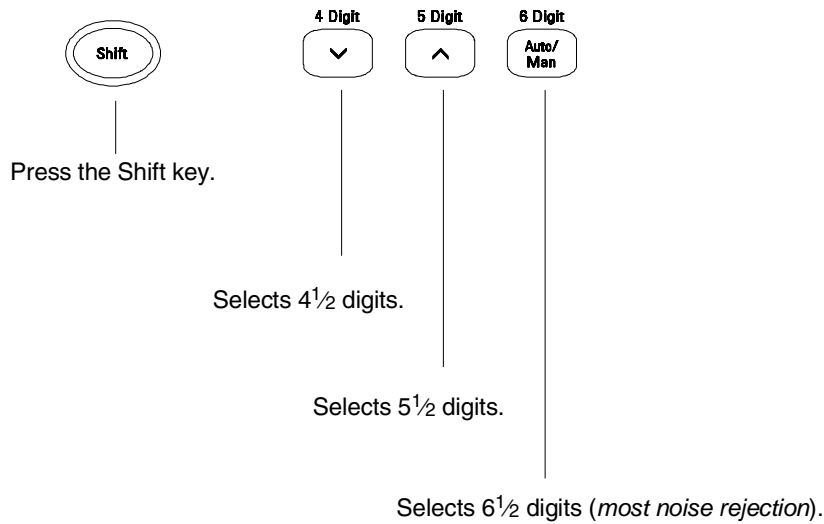 4 Digit 5 Digit 6 Digit
Shift
Auto/
Man
Press the Shift key.
Selects 4½ digits.
Selects 5½ digits.
Selects 6½ digits (most noise rejection).